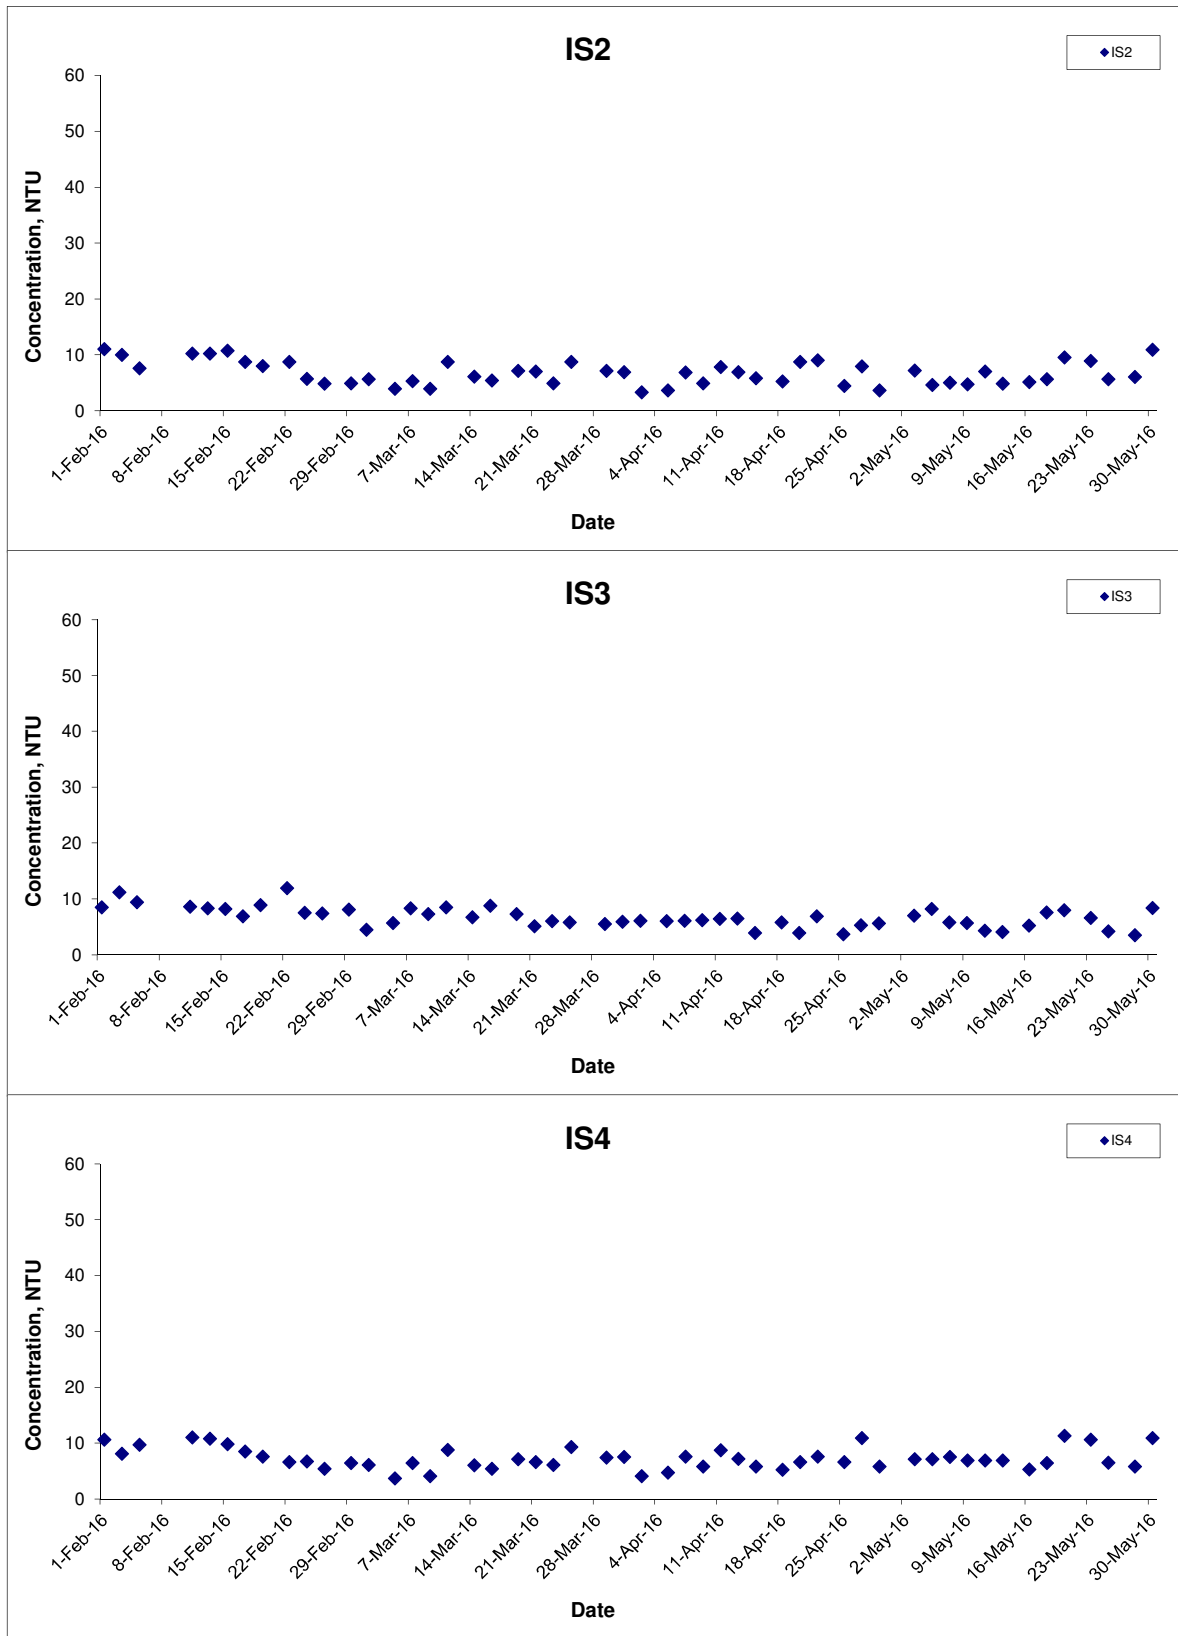 IS2
IS2
60
50
40
30
20
10
0
Concentration, NTU
1-Feb-16
8-Feb-16
15-Feb-16
22-Feb-16
29-Feb-16
7-Mar-16
14-Mar-16
21-Mar-16
28-Mar-16
4-Apr-16
11-Apr-16
18-Apr-16
25-Apr-16
2-May-16
9-May-16
16-May-16
23-May-16
30-May-16
Date
IS3
IS3
60
50
40
30
20
10
0
Concentration, NTU
1-Feb-16
8-Feb-16
15-Feb-16
22-Feb-16
29-Feb-16
7-Mar-16
14-Mar-16
21-Mar-16
28-Mar-16
4-Apr-16
11-Apr-16
18-Apr-16
25-Apr-16
2-May-16
9-May-16
16-May-16
23-May-16
30-May-16
Date
IS4
IS4
60
50
40
30
20
10
0
Concentration, NTU
1-Feb-16
8-Feb-16
15-Feb-16
22-Feb-16
29-Feb-16
7-Mar-16
14-Mar-16
21-Mar-16
28-Mar-16
4-Apr-16
11-Apr-16
18-Apr-16
25-Apr-16
2-May-16
9-May-16
16-May-16
23-May-16
30-May-16
Date